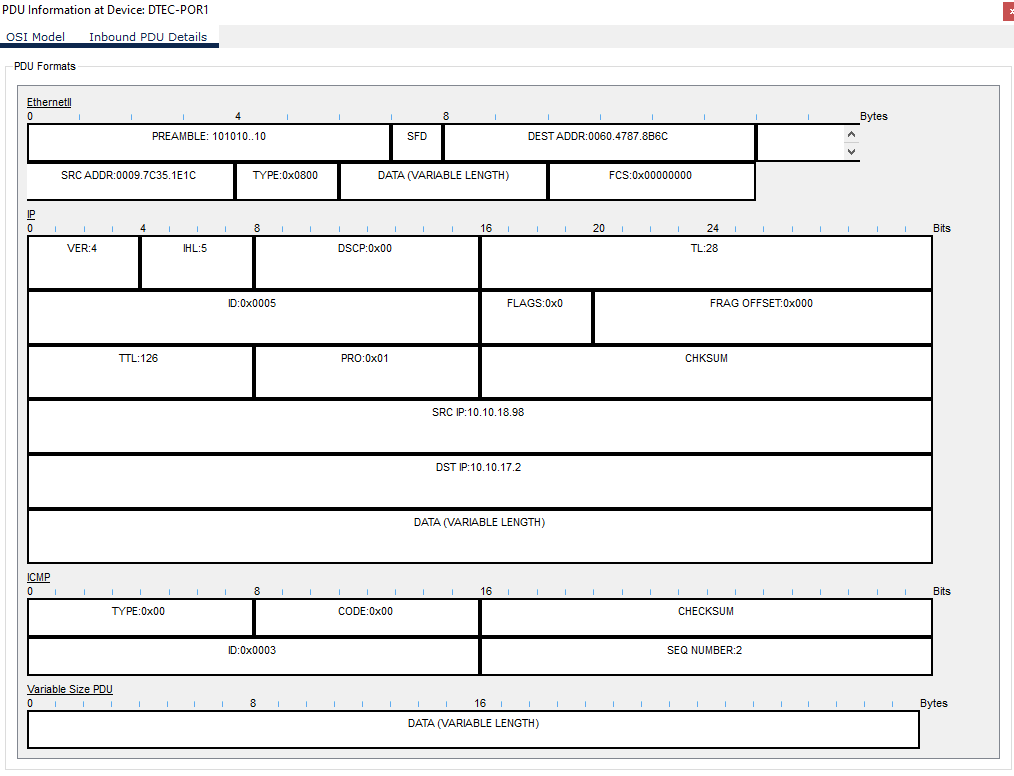 PDU Information at Device: DTEC-POR1
x
OSI Model Inbound PDU Details
PDU Formats
EthernetII
0 4 8 Bytes
PREAMBLE: 101010..10 SFD DEST ADDR:0060.4787.8B6C
SRC ADDR:0009.7C35.1E1C TYPE:0x0800 DATA (VARIABLE LENGTH) FCS:0x00000000
IP
0 4 8 16 20 24 Bits
VER:4 IHL:5 DSCP:0x00 TL:28
ID:0x0005 FLAGS:0x0 FRAG OFFSET:0x000
TTL:126 PRO:0x01 CHKSUM
SRC IP:10.10.18.98
DST IP:10.10.17.2
DATA (VARIABLE LENGTH)
ICMP
0 8 16 Bits
TYPE:0x00 CODE:0x00 CHECKSUM
ID:0x0003 SEQ NUMBER:2
Variable Size PDU
0 8 16 Bytes
DATA (VARIABLE LENGTH)